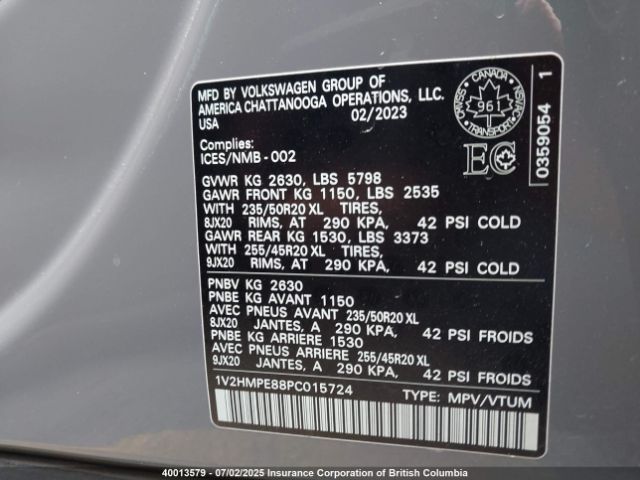 MFD BY VOLKSWAGEN GROUP OF
AMERICA CHATTANOOGA OPERATIONS, LLC.
USA 02/2023
Complies:
ICES/NMB-002
CANADA
961
TRANSPORT
EC
0359054 1
GVWR KG 2630, LBS 5798
GAWR FRONT KG 1150, LBS 2535
WITH 235/50R20 XL TIRES,
8JX20 RIMS, AT 290 KPA, 42 PSI COLD
GAWR REAR KG 1530, LBS 3373
WITH 255/45R20 XL TIRES,
9JX20 RIMS, AT 290 KPA, 42 PSI COLD
PNBV KG 2630
PNBE KG AVANT 1150
AVEC PNEUS AVANT 235/50R20 XL
8JX20 JANTES, A 290 KPA, 42 PSI FROIDS
PNBE KG ARRIERE 1530
AVEC PNEUS ARRIERE 255/45R20 XL
9JX20 JANTES, A 290 KPA, 42 PSI FROIDS
1V2HMPE88PC015724 TYPE: MPV/VTUM
40013579 - 07/02/2025 Insurance Corporation of British Columbia